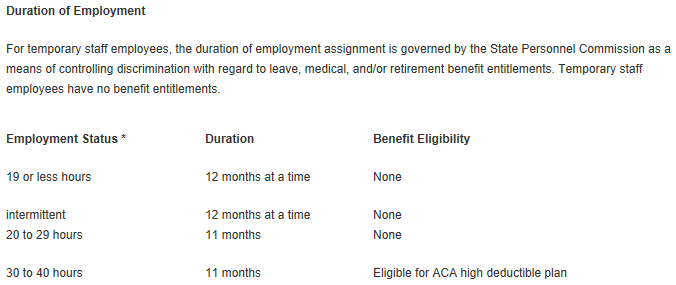 Duration of Employment
For temporary staff employees, the duration of employment assignment is governed by the State Personnel Commission as a
means of controlling discrimination with regard to leave, medical, and/or retirement benefit entitlements. Temporary staff
employees have no benefit entitlements.
Employment Status * Duration Benefit Eligibility
19 or less hours 12 months at a time None
intermittent 12 months at a time None
20 to 29 hours 11 months None
30 to 40 hours 11 months Eligible for ACA high deductible plan